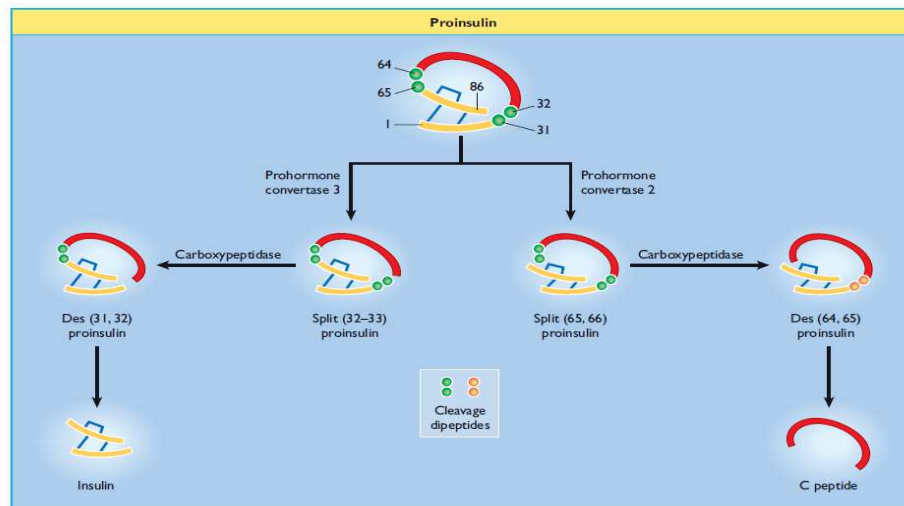 Proinsulin
64
65
86
32
1
31
Prohormone
convertase 3
Prohormone
convertase 2
Carboxypeptidase
Carboxypeptidase
Des (31, 32)
proinsulin
Split (32–33)
proinsulin
Split (65, 66)
proinsulin
Des (64, 65)
proinsulin
Cleavage
dipeptides
Insulin
C peptide